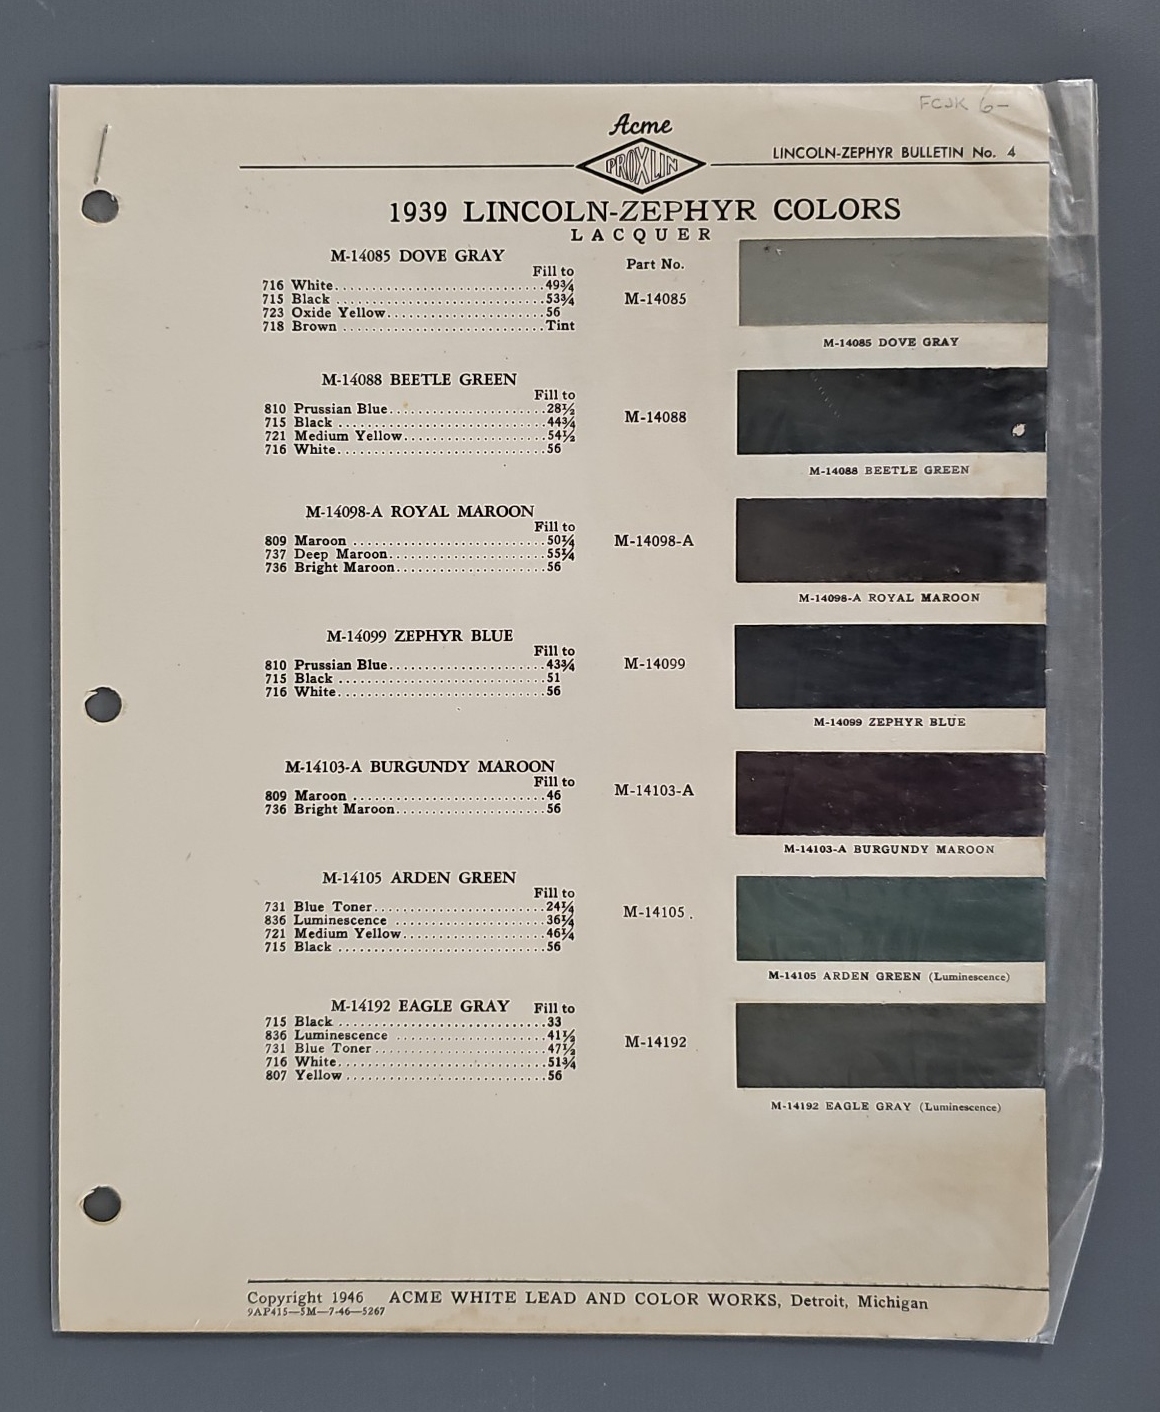 FCJK 6-
Acme
PROXLIN
LINCOLN-ZEPHYR BULLETIN No. 4
1939 LINCOLN-ZEPHYR COLORS
LACQUER
M-14085 DOVE GRAY
Fill to
Part No.
716 White 49¾
715 Black 53¾
M-14085
723 Oxide Yellow 56
718 Brown Tint
M-14085 DOVE GRAY
M-14088 BEETLE GREEN
Fill to
810 Prussian Blue 28½
715 Black 44¾
M-14088
721 Medium Yellow 54½
716 White 56
M-14088 BEETLE GREEN
M-14098-A ROYAL MAROON
Fill to
809 Maroon 50¼
M-14098-A
737 Deep Maroon 55¼
736 Bright Maroon 56
M-14098-A ROYAL MAROON
M-14099 ZEPHYR BLUE
Fill to
810 Prussian Blue 43¾
M-14099
715 Black 51
716 White 56
M-14099 ZEPHYR BLUE
M-14103-A BURGUNDY MAROON
Fill to
809 Maroon 46
M-14103-A
736 Bright Maroon 56
M-14103-A BURGUNDY MAROON
M-14105 ARDEN GREEN
Fill to
731 Blue Toner 24¼
M-14105
836 Luminescence 36¼
721 Medium Yellow 46¼
715 Black 56
M-14105 ARDEN GREEN (Luminescence)
M-14192 EAGLE GRAY Fill to
715 Black 33
836 Luminescence 41½
M-14192
731 Blue Toner 47½
716 White 51¾
807 Yellow 56
M-14192 EAGLE GRAY (Luminescence)
Copyright 1946 ACME WHITE LEAD AND COLOR WORKS, Detroit, Michigan
9AP415—5M—7-46—5267